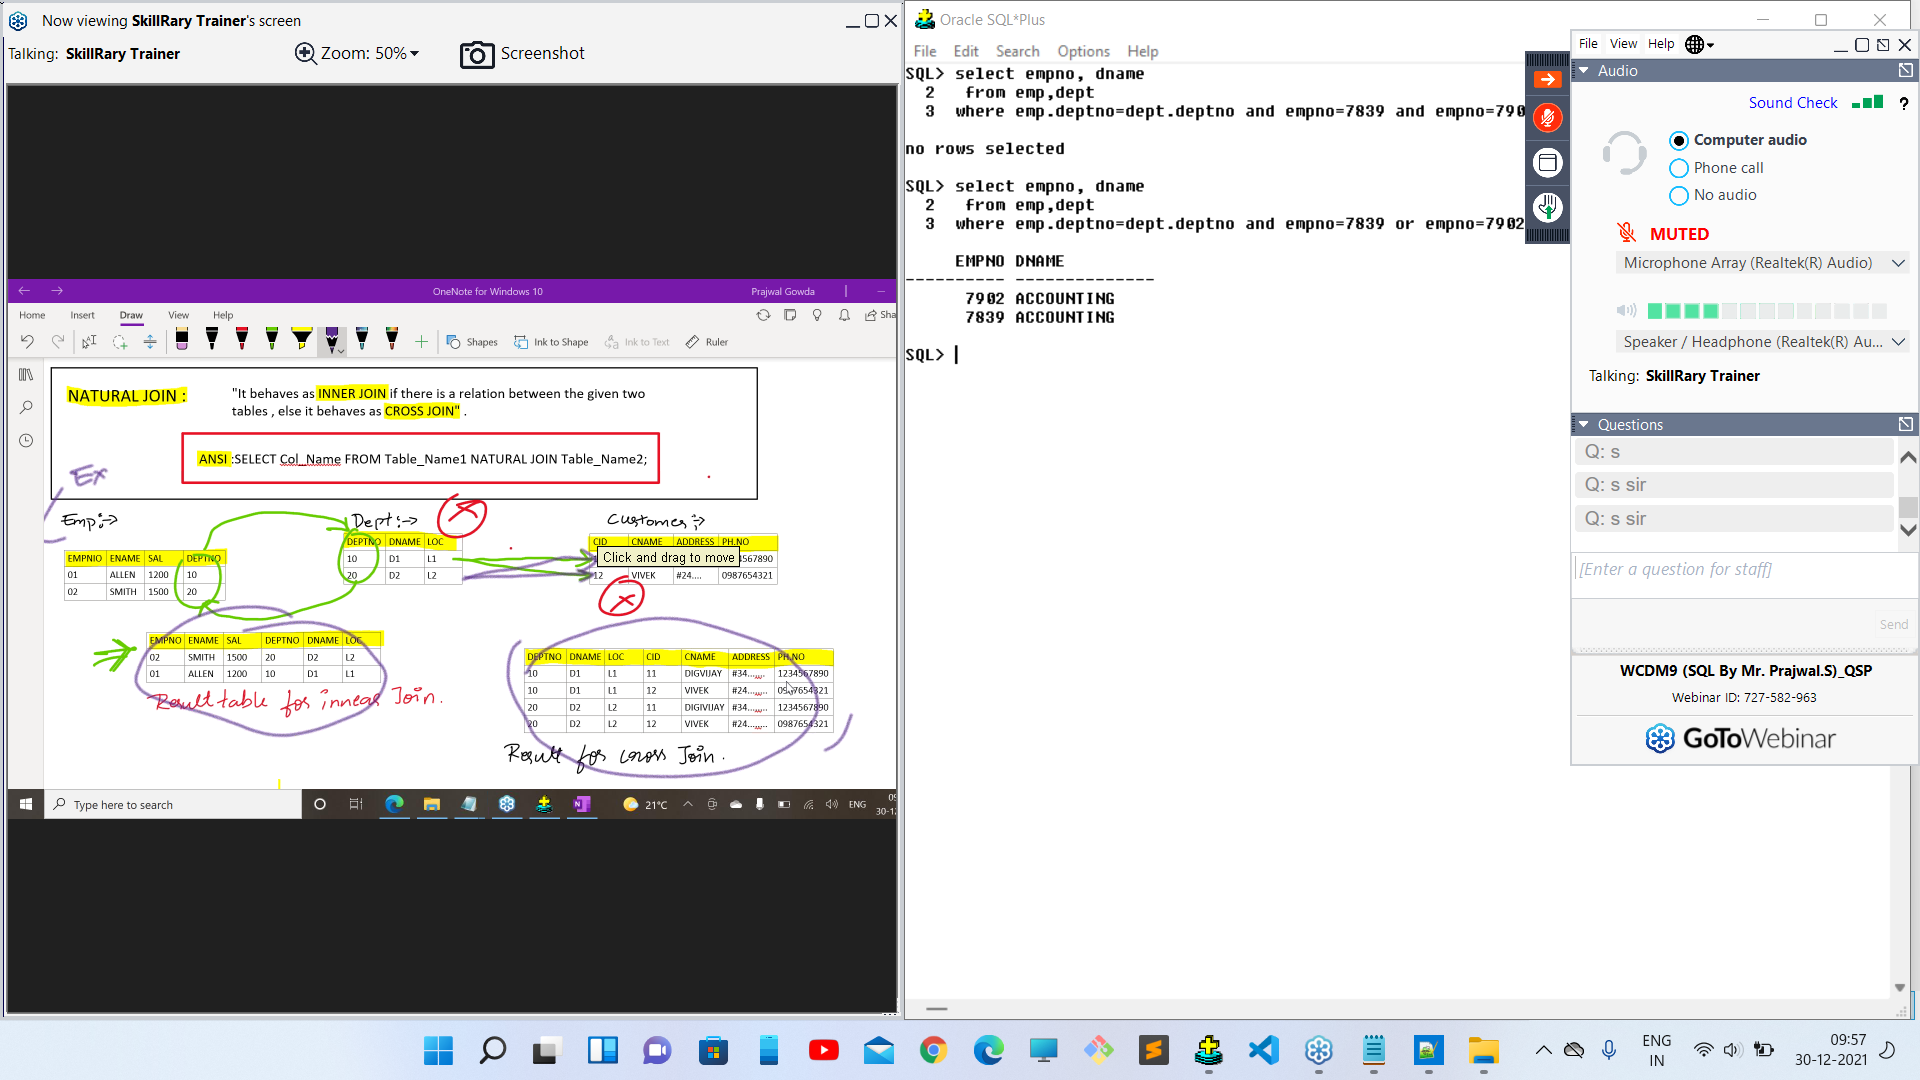 Now viewing SkillRary Trainer's screen
Talking: SkillRary Trainer
Zoom: 50%
Screenshot
OneNote for Windows 10
Prajwal Gowda
Home Insert Draw View Help
Sha
Shapes Ink to Shape Ink to Text Ruler
NATURAL JOIN :
"It behaves as INNER JOIN if there is a relation between the given two
tables , else it behaves as CROSS JOIN" .
ANSI :SELECT Col_Name FROM Table_Name1 NATURAL JOIN Table_Name2;
Ex
Emp:->
Dept:->
Customer:->
EMPNIO ENAME SAL DEPTNO
01 ALLEN 1200 10
02 SMITH 1500 20
DEPTNO DNAME LOC
10 D1 L1
20 D2 L2
CID CNAME ADDRESS PH.NO
Click and drag to move
4567890
12 VIVEK #24.... 0987654321
EMPNO ENAME SAL DEPTNO DNAME LOC
02 SMITH 1500 20 D2 L2
01 ALLEN 1200 10 D1 L1
Result table for innear Join.
DEPTNO DNAME LOC CID CNAME ADDRESS PH.NO
10 D1 L1 11 DIGVIJAY #34...,... 1234567890
10 D1 L1 12 VIVEK #24...,... 0987654321
20 D2 L2 11 DIGIVIJAY #34...,... 1234567890
20 D2 L2 12 VIVEK #24...,... 0987654321
Result for cross Join.
Type here to search
21°C
ENG
30-12
Oracle SQL*Plus
File Edit Search Options Help
SQL> select empno, dname
2 from emp,dept
3 where emp.deptno=dept.deptno and empno=7839 and empno=790
no rows selected
SQL> select empno, dname
2 from emp,dept
3 where emp.deptno=dept.deptno and empno=7839 or empno=7902
EMPNO DNAME
---------- --------------
7902 ACCOUNTING
7839 ACCOUNTING
SQL>
File View Help
Audio
Sound Check
?
Computer audio
Phone call
No audio
MUTED
Microphone Array (Realtek(R) Audio)
Speaker / Headphone (Realtek(R) Au...
Talking: SkillRary Trainer
Questions
Q: s
Q: s sir
Q: s sir
[Enter a question for staff]
Send
WCDM9 (SQL By Mr. Prajwal.S)_QSP
Webinar ID: 727-582-963
GoToWebinar
ENG
IN
09:57
30-12-2021